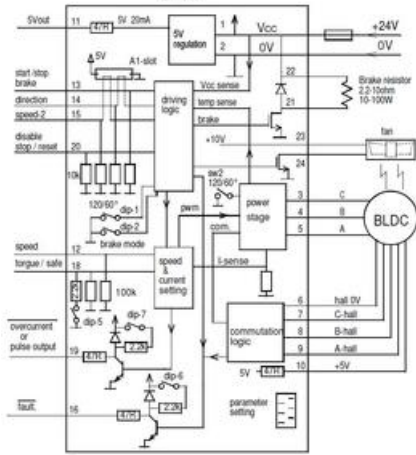 5Vout
11
47R
5V 20mA
5V
regulation
1
Vcc
+24V
2
0V
0V
5V
A1-slot
start /stop
brake
13
direction
14
speed-2
15
disable
stop / reset
20
driving
logic
Vcc sense
temp sense
brake
22
21
Brake resistor
2.2-10ohm
10-100W
+10V
23
fan
24
10k
120/60°
dip-1
dip-2
brake mode
sw2
120/60°
pwm
com.
power
stage
3
C
4
B
5
A
BLDC
speed
12
torgue / safe
18
speed
&
current
setting
I-sense
2.2k
dip-5
100k
commutation
logic
6
hall 0V
7
C-hall
8
B-hall
9
A-hall
5V
47R
10
+5V
overcurrent
or
pulse output
19
47R
dip-7
2.2k
fault.
16
47R
dip-6
2.2k
parameter
setting